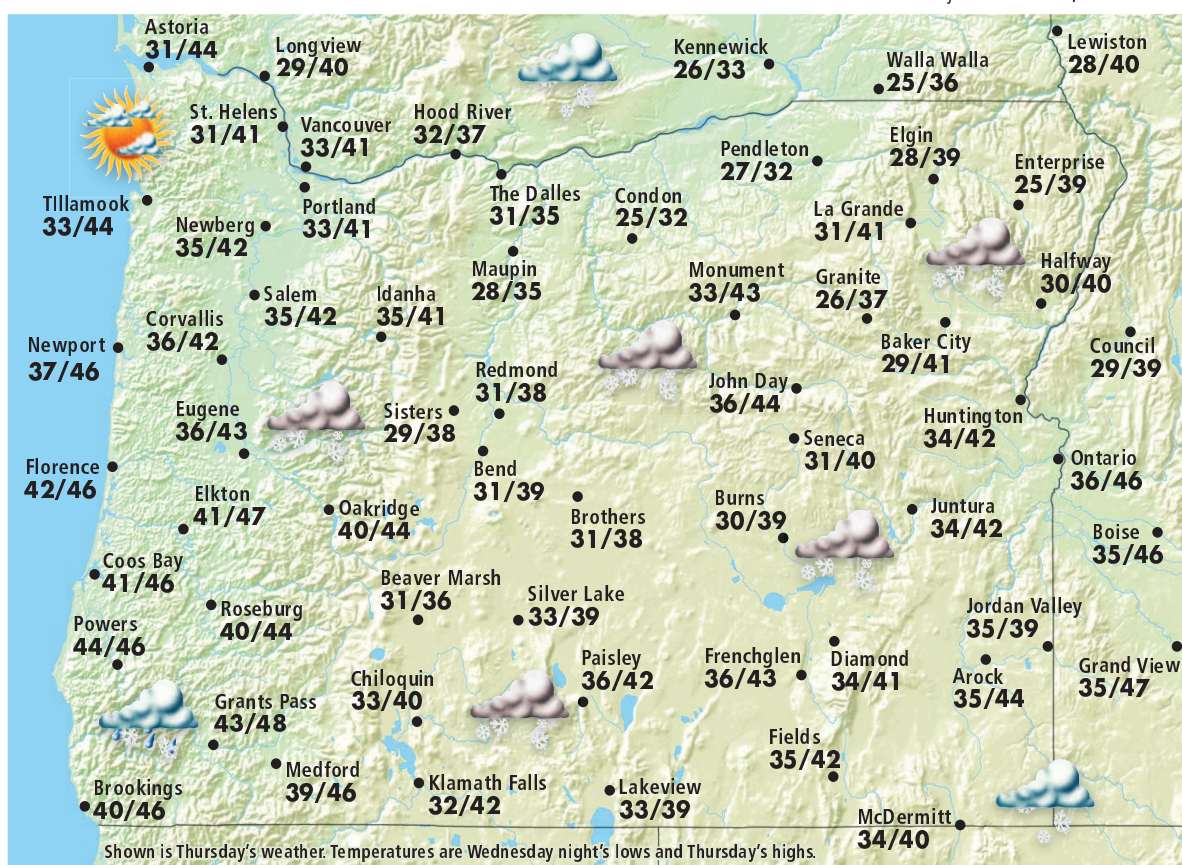 Astoria
31/44
Longview
29/40
Kennewick
26/33
Walla Walla
25/36
Lewiston
28/40
St. Helens
31/41
Vancouver
33/41
Hood River
32/37
Pendleton
27/32
Elgin
28/39
Enterprise
25/39
TIllamook
33/44
Portland
33/41
Newberg
35/42
The Dalles
31/35
Condon
25/32
La Grande
31/41
Maupin
28/35
Monument
33/43
Granite
26/37
Halfway
30/40
Salem
35/42
Idanha
35/41
Corvallis
36/42
Newport
37/46
Baker City
29/41
Council
29/39
Redmond
31/38
John Day
36/44
Eugene
36/43
Sisters
29/38
Huntington
34/42
Seneca
31/40
Florence
42/46
Bend
31/39
Ontario
36/46
Elkton
41/47
Oakridge
40/44
Brothers
31/38
Burns
30/39
Juntura
34/42
Boise
35/46
Coos Bay
41/46
Beaver Marsh
31/36
Silver Lake
33/39
Roseburg
40/44
Jordan Valley
35/39
Powers
44/46
Paisley
36/42
Frenchglen
36/43
Diamond
34/41
Arock
35/44
Grand View
35/47
Chiloquin
33/40
Grants Pass
43/48
Fields
35/42
Medford
39/46
Klamath Falls
32/42
Lakeview
33/39
Brookings
40/46
McDermitt
34/40
Shown is Thursday's weather. Temperatures are Wednesday night's lows and Thursday's highs.